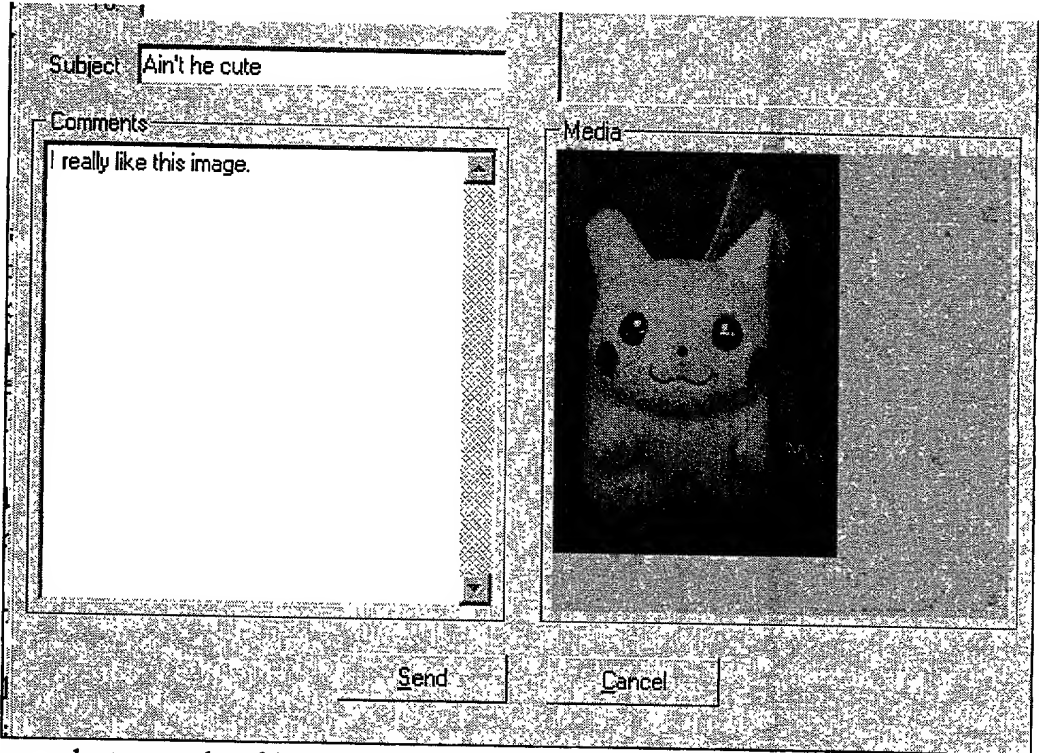 Subject
Ain't he cute
Comments
I really like this image.
Media
Send
Cancel